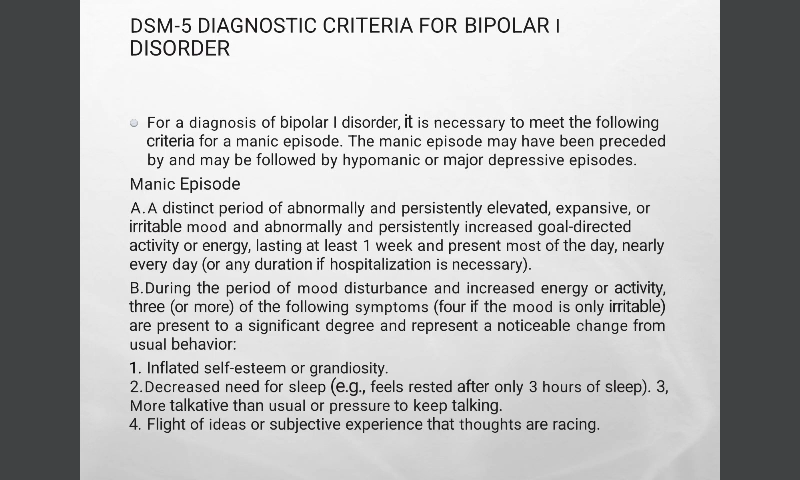 DSM-5 DIAGNOSTIC CRITERIA FOR BIPOLAR I
DISORDER
For a diagnosis of bipolar I disorder, it is necessary to meet the following
criteria for a manic episode. The manic episode may have been preceded
by and may be followed by hypomanic or major depressive episodes.
Manic Episode
A.A distinct period of abnormally and persistently elevated, expansive, or
irritable mood and abnormally and persistently increased goal-directed
activity or energy, lasting at least 1 week and present most of the day, nearly
every day (or any duration if hospitalization is necessary).
B.During the period of mood disturbance and increased energy or activity,
three (or more) of the following symptoms (four if the mood is only irritable)
are present to a significant degree and represent a noticeable change from
usual behavior:
1. Inflated self-esteem or grandiosity.
2.Decreased need for sleep (e.g., feels rested after only 3 hours of sleep). 3,
More talkative than usual or pressure to keep talking.
4. Flight of ideas or subjective experience that thoughts are racing.